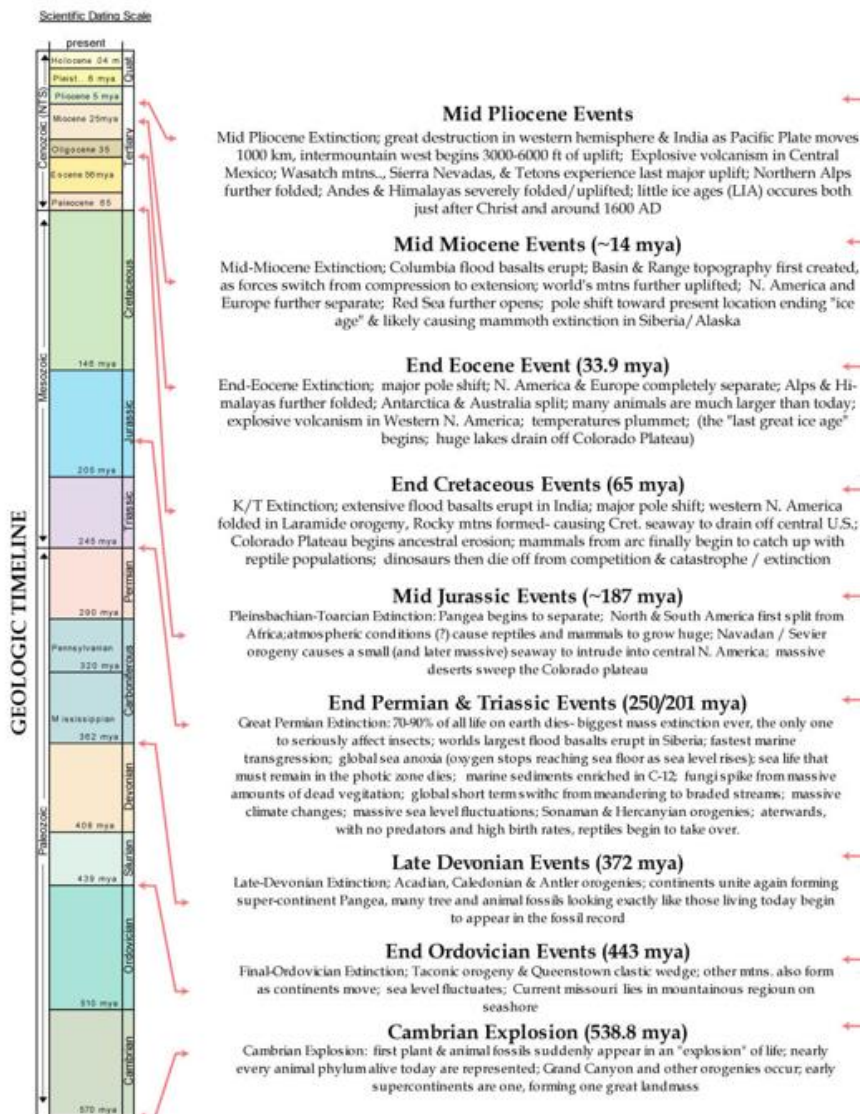 Scientific Dating Scale
present
Holocene .04 m
Pleist... 6 mya
Quat.
Pliocene 5 mya
Miocene 25mya
Oligocene 35
Eocene 56mya
Paleocene 65
Tertiary
Cenozoic (NTS)
Cretaceous
146 mya
Jurassic
Mesozoic
205 mya
Triassic
245 mya
Permian
290 mya
Pennsylvanian
320 mya
Carboniferous
Mississippian
362 mya
Devonian
408 mya
Paleozoic
Silurian
439 mya
Ordovician
510 mya
Cambrian
570 mya
GEOLOGIC TIMELINE
Mid Pliocene Events
Mid Pliocene Extinction; great destruction in western hemisphere & India as Pacific Plate moves
1000 km, intermountain west begins 3000-6000 ft of uplift; Explosive volcanism in Central
Mexico; Wasatch mtns.., Sierra Nevadas, & Tetons experience last major uplift; Northern Alps
further folded; Andes & Himalayas severely folded/uplifted; little ice ages (LIA) occures both
just after Christ and around 1600 AD
Mid Miocene Events (~14 mya)
Mid-Miocene Extinction; Columbia flood basalts erupt; Basin & Range topography first created,
as forces switch from compression to extension; world's mtns further uplifted; N. America and
Europe further separate; Red Sea further opens; pole shift toward present location ending "ice
age" & likely causing mammoth extinction in Siberia/Alaska
End Eocene Event (33.9 mya)
End-Eocene Extinction; major pole shift; N. America & Europe completely separate; Alps & Hi-
malayas further folded; Antarctica & Australia split; many animals are much larger than today;
explosive volcanism in Western N. America; temperatures plummet; (the "last great ice age"
begins; huge lakes drain off Colorado Plateau)
End Cretaceous Events (65 mya)
K/T Extinction; extensive flood basalts erupt in India; major pole shift; western N. America
folded in Laramide orogeny, Rocky mtns formed- causing Cret. seaway to drain off central U.S.;
Colorado Plateau begins ancestral erosion; mammals from arc finally begin to catch up with
reptile populations; dinosaurs then die off from competition & catastrophe / extinction
Mid Jurassic Events (~187 mya)
Pleinsbachian-Toarcian Extinction: Pangea begins to separate; North & South America first split from
Africa;atmospheric conditions (?) cause reptiles and mammals to grow huge; Navadan / Sevier
orogeny causes a small (and later massive) seaway to intrude into central N. America; massive
deserts sweep the Colorado plateau
End Permian & Triassic Events (250/201 mya)
Great Permian Extinction: 70-90% of all life on earth dies- biggest mass extinction ever, the only one
to seriously affect insects; worlds largest flood basalts erupt in Siberia; fastest marine
transgression; global sea anoxia (oxygen stops reaching sea floor as sea level rises); sea life that
must remain in the photic zone dies; marine sediments enriched in C-12; fungi spike from massive
amounts of dead vegitation; global short term swithc from meandering to braded streams; massive
climate changes; massive sea level fluctuations; Sonaman & Hercanyian orogenies; aterwards,
with no predators and high birth rates, reptiles begin to take over.
Late Devonian Events (372 mya)
Late-Devonian Extinction; Acadian, Caledonian & Antler orogenies; continents unite again forming
super-continent Pangea, many tree and animal fossils looking exactly like those living today begin
to appear in the fossil record
End Ordovician Events (443 mya)
Final-Ordovician Extinction; Taconic orogeny & Queenstown clastic wedge; other mtns. also form
as continents move; sea level fluctuates; Current missouri lies in mountainous regioun on
seashore
Cambrian Explosion (538.8 mya)
Cambrian Explosion: first plant & animal fossils suddenly appear in an "explosion" of life; nearly
every animal phylum alive today are represented; Grand Canyon and other orogenies occur; early
supercontinents are one, forming one great landmass